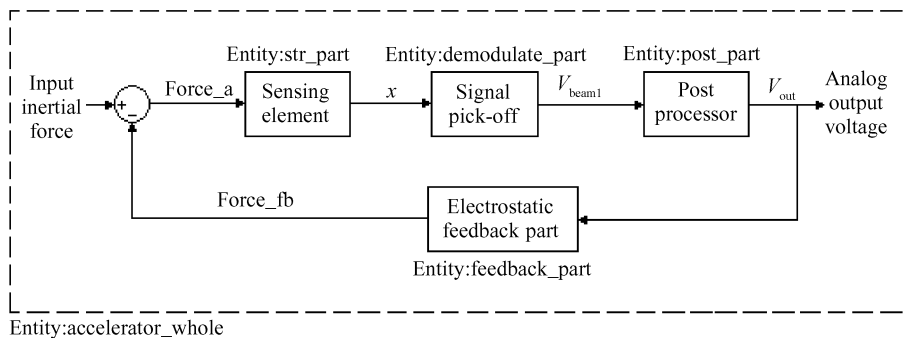 Entity:str_part
Entity:demodulate_part
Entity:post_part
Input
inertial
force
+
−
Force_a
Sensing
element
x
Signal
pick-off
Vbeam1
Post
processor
Vout
Analog
output
voltage
Force_fb
Electrostatic
feedback part
Entity:feedback_part
Entity:accelerator_whole